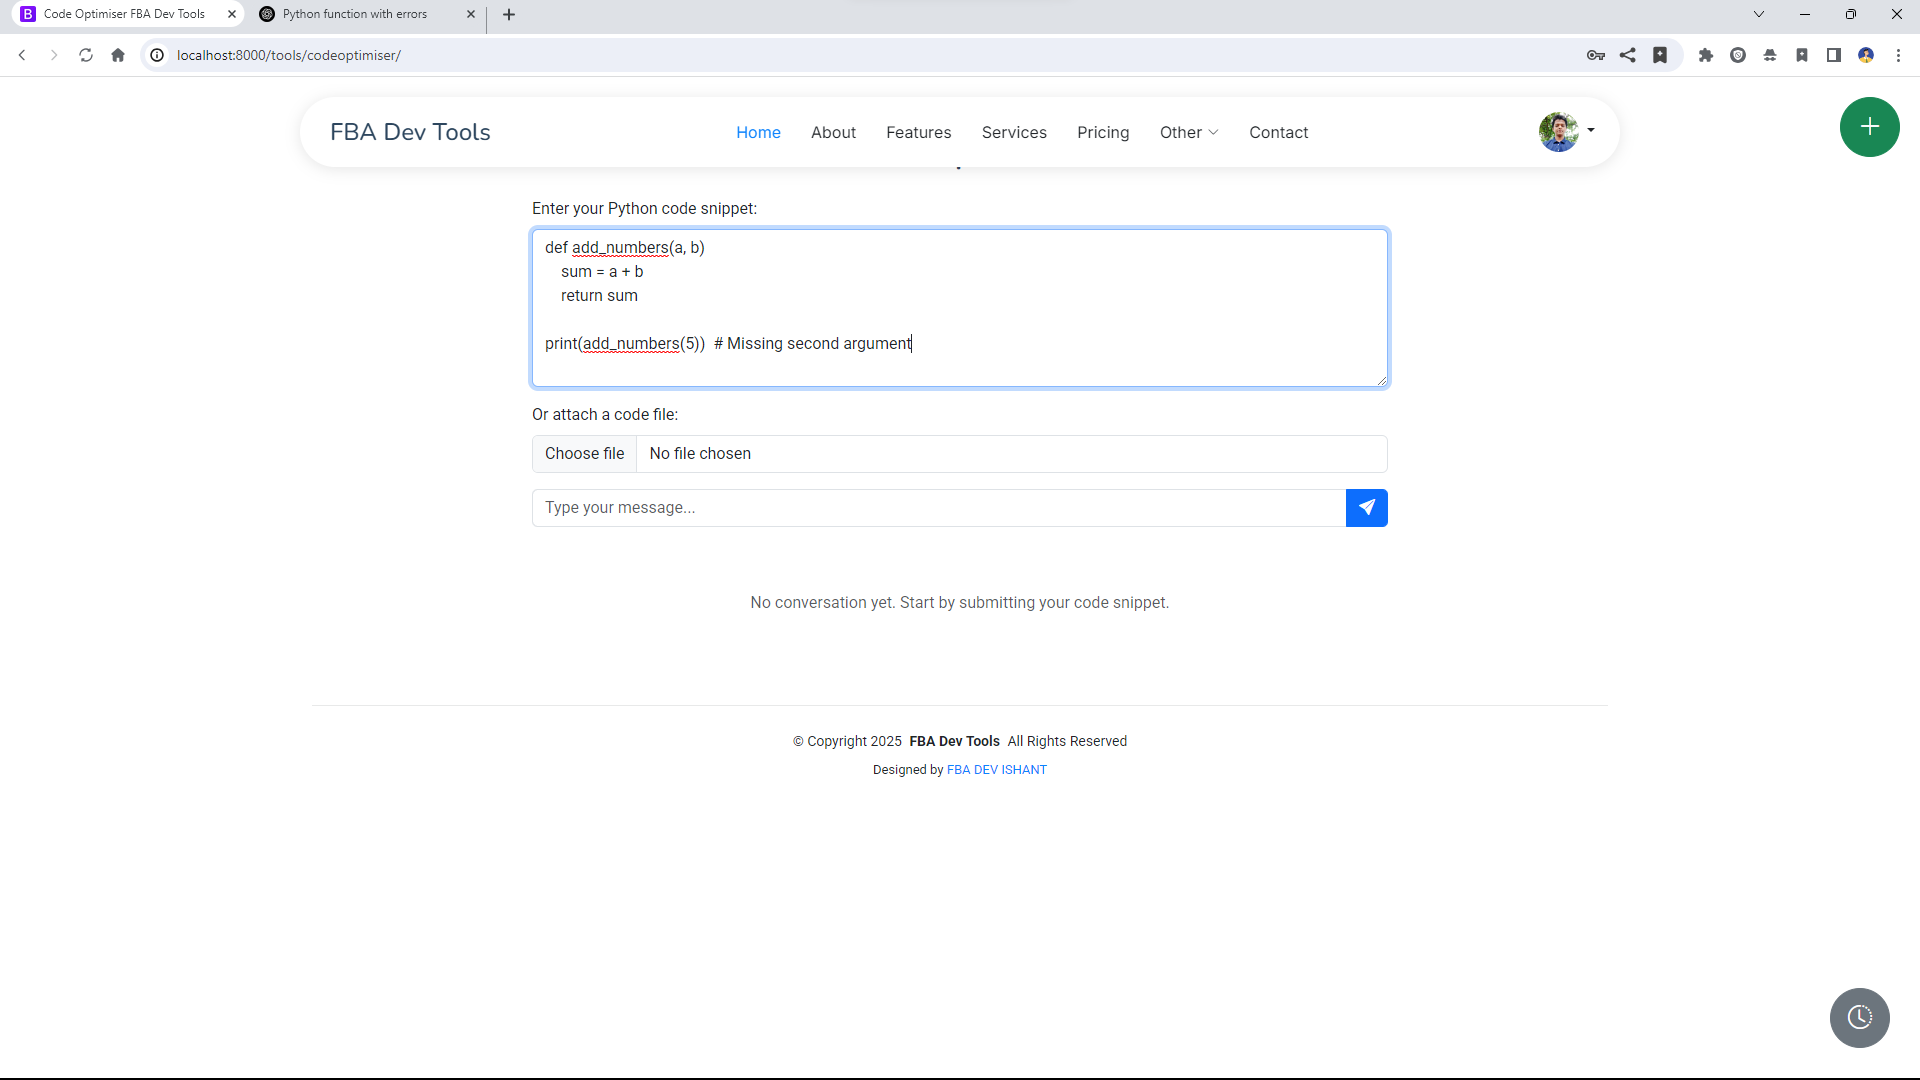 Code Optimiser FBA Dev Tools
Python function with errors
localhost:8000/tools/codeoptimiser/
FBA Dev Tools
Home
About
Features
Services
Pricing
Other
Contact
Enter your Python code snippet:
def add_numbers(a, b)
    sum = a + b
    return sum
print(add_numbers(5))  # Missing second argument
Or attach a code file:
Choose file No file chosen
Type your message...
No conversation yet. Start by submitting your code snippet.
© Copyright 2025 FBA Dev Tools All Rights Reserved
Designed by FBA DEV ISHANT